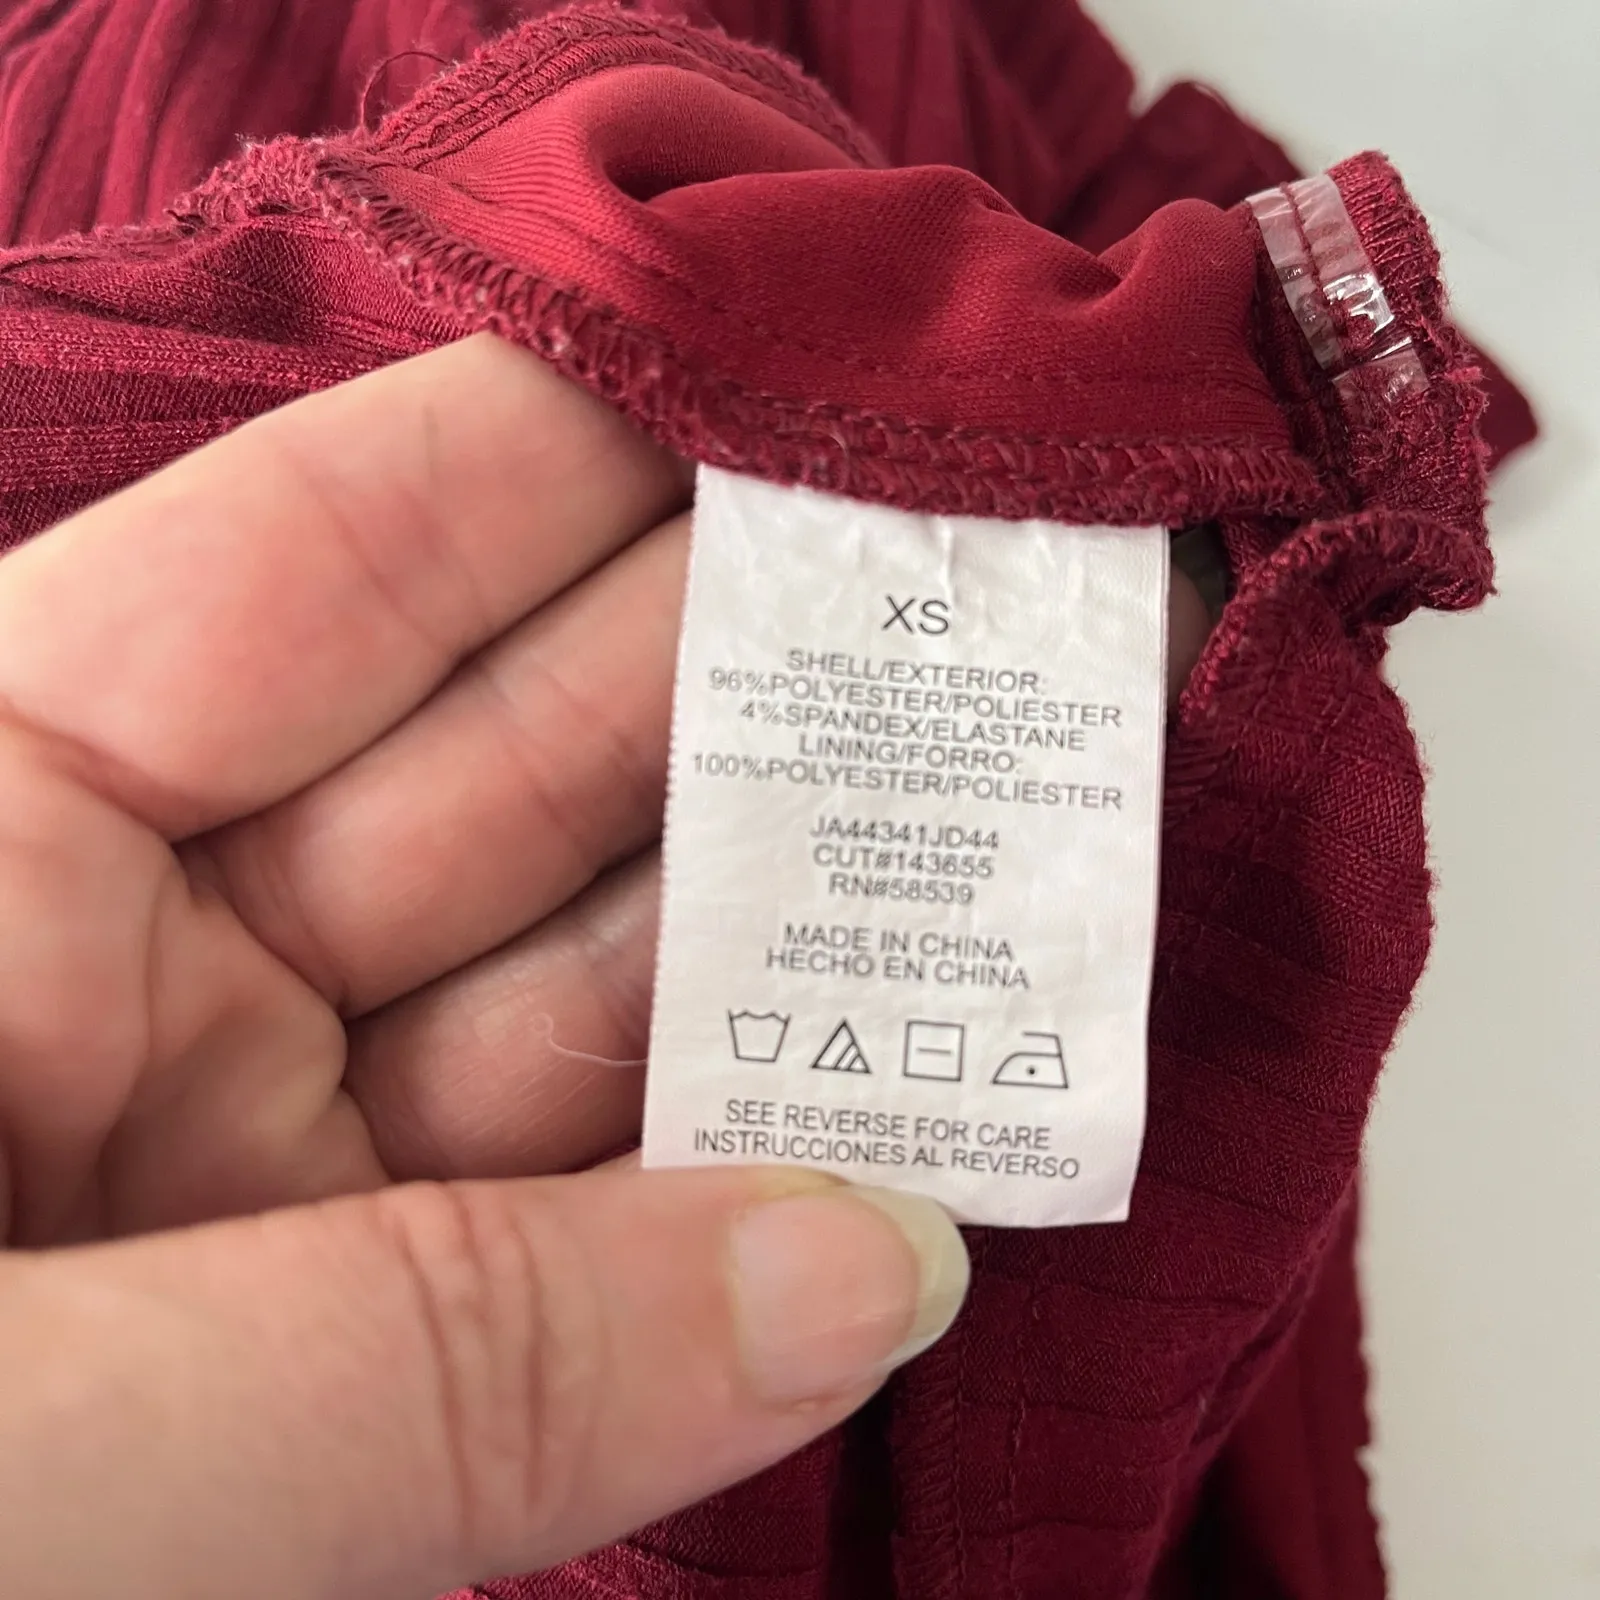 XS
SHELL/EXTERIOR:
96%POLYESTER/POLIESTER
4%SPANDEX/ELASTANE
LINING/FORRO:
100%POLYESTER/POLIESTER
JA44341JD44
CUT#143655
RN#58539
MADE IN CHINA
HECHO EN CHINA
SEE REVERSE FOR CARE
INSTRUCCIONES AL REVERSO